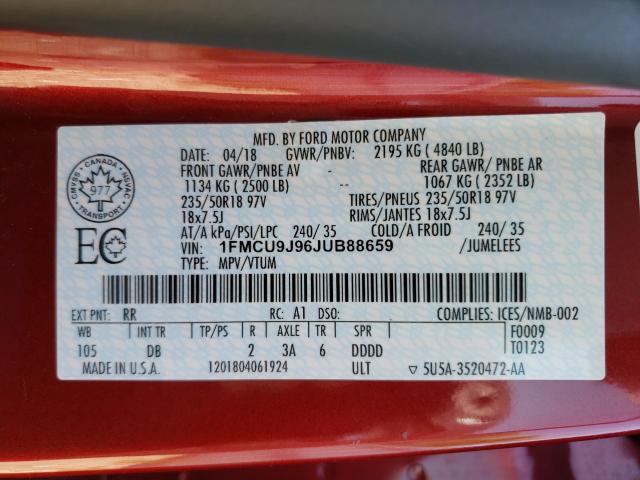 MFD. BY FORD MOTOR COMPANY
DATE: 04/18 GVWR/PNBV: 2195 KG ( 4840 LB)
FRONT GAWR/PNBE AV - REAR GAWR/ PNBE AR
1134 KG ( 2500 LB) -- 1067 KG ( 2352 LB)
235/50R18 97V TIRES/PNEUS 235/50R18 97V
18x7.5J RIMS/JANTES 18x7.5J
AT/A kPa/PSI/LPC 240/ 35 COLD/A FROID 240/ 35
VIN: 1FMCU9J96JUB88659 /JUMELEES
TYPE: MPV/VTUM
CMVSS • CANADA • NSVAC
977
TRANSPORT
EC
EXT PNT: RR RC: A1 DSO: COMPLIES: ICES/NMB-002
WB INT TR TP/PS R AXLE TR SPR F0009
105 DB 2 3A 6 DDDD T0123
MADE IN U.S.A. 1201804061924 ULT ▽ 5U5A-3520472-AA